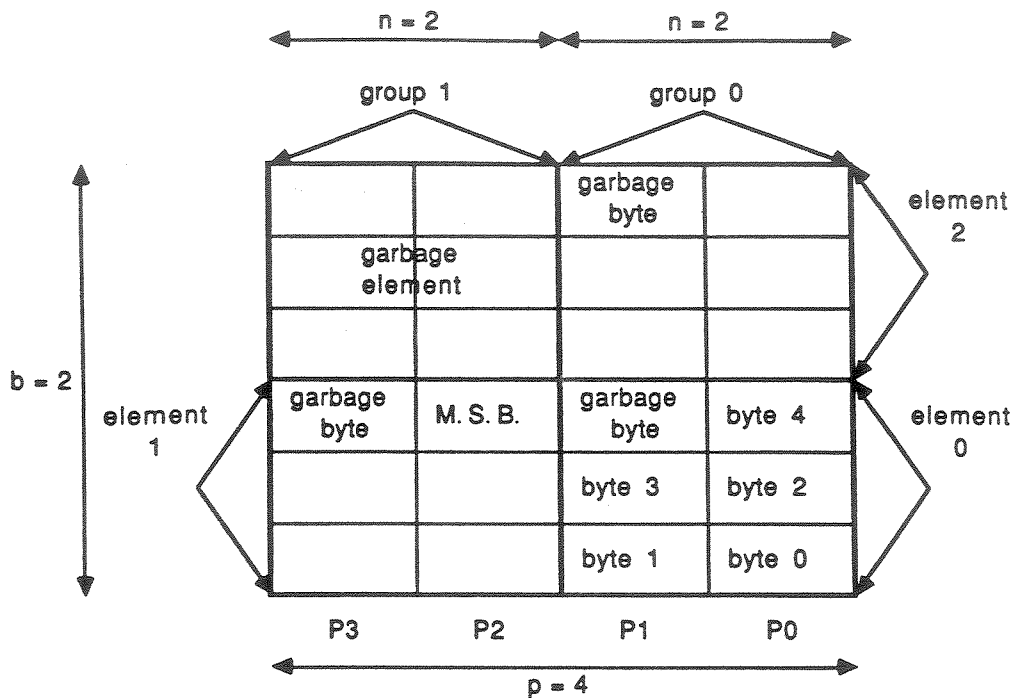 n = 2
n = 2
group 1
group 0
garbage
byte
element
2
garbage
element
b = 2
element
1
garbage
byte
M. S. B.
garbage
byte
byte 4
element
0
byte 3
byte 2
byte 1
byte 0
P3
P2
P1
P0
p = 4